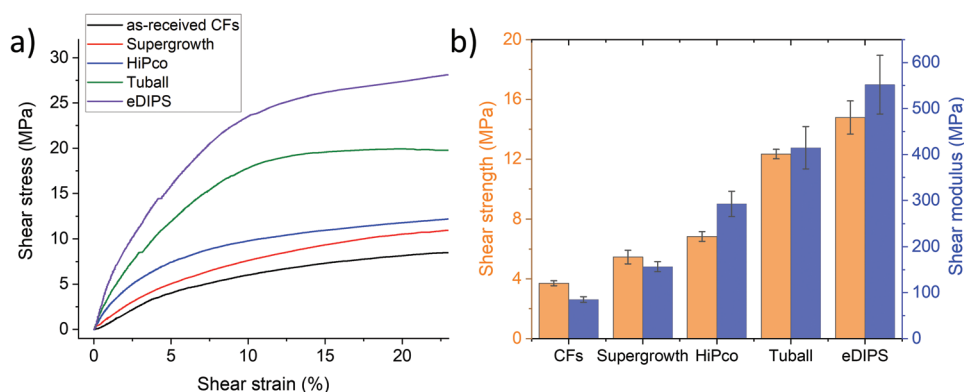 a)
as-received CFs
Supergrowth
HiPco
Tuball
eDIPS
Shear stress (MPa)
30
25
20
15
10
5
0
0 5 10 15 20
Shear strain (%)
b)
Shear strength (MPa)
20
16
12
8
4
0
CFs Supergrowth HiPco Tuball eDIPS
600
500
400
300
200
100
0
Shear modulus (MPa)